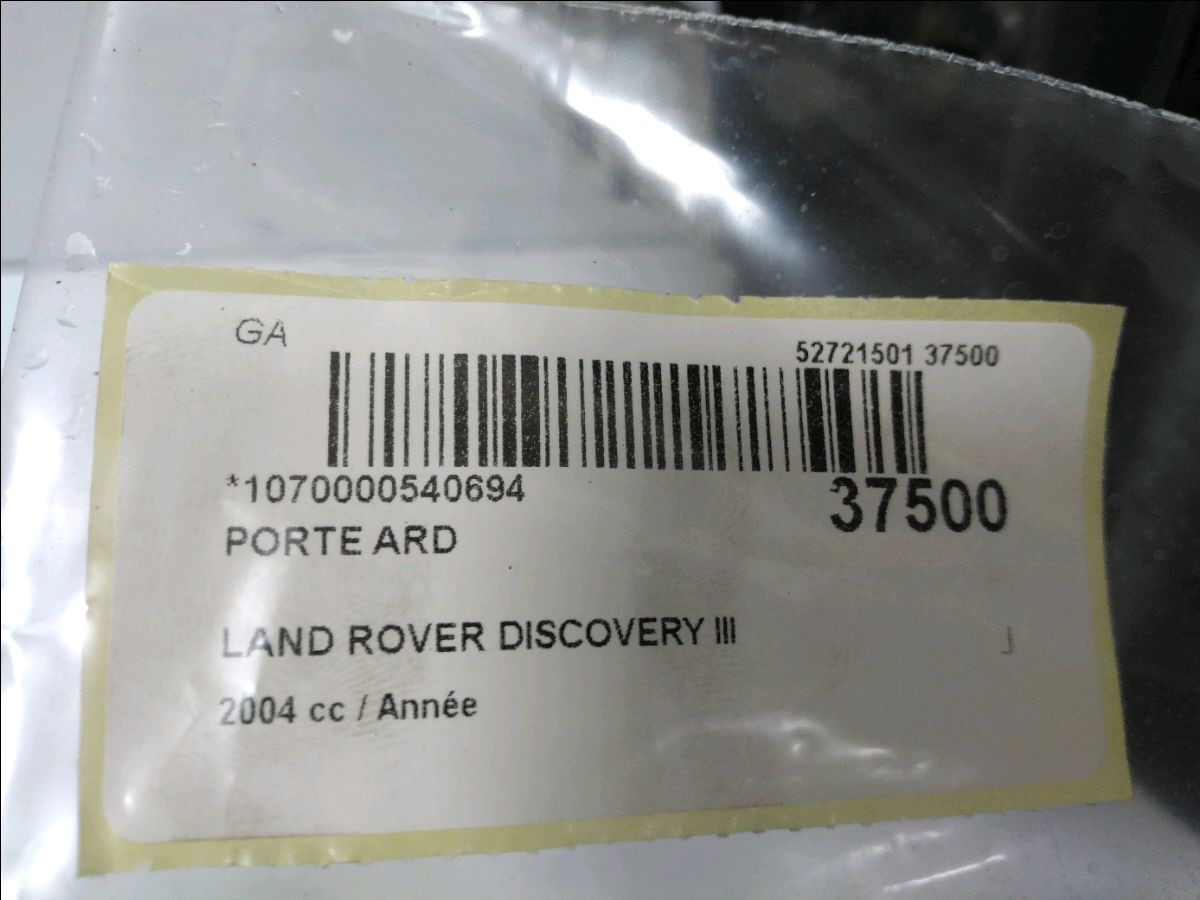 GA
52721501 37500
*1070000540694
37500
PORTE ARD
LAND ROVER DISCOVERY III
J
2004 cc / Année